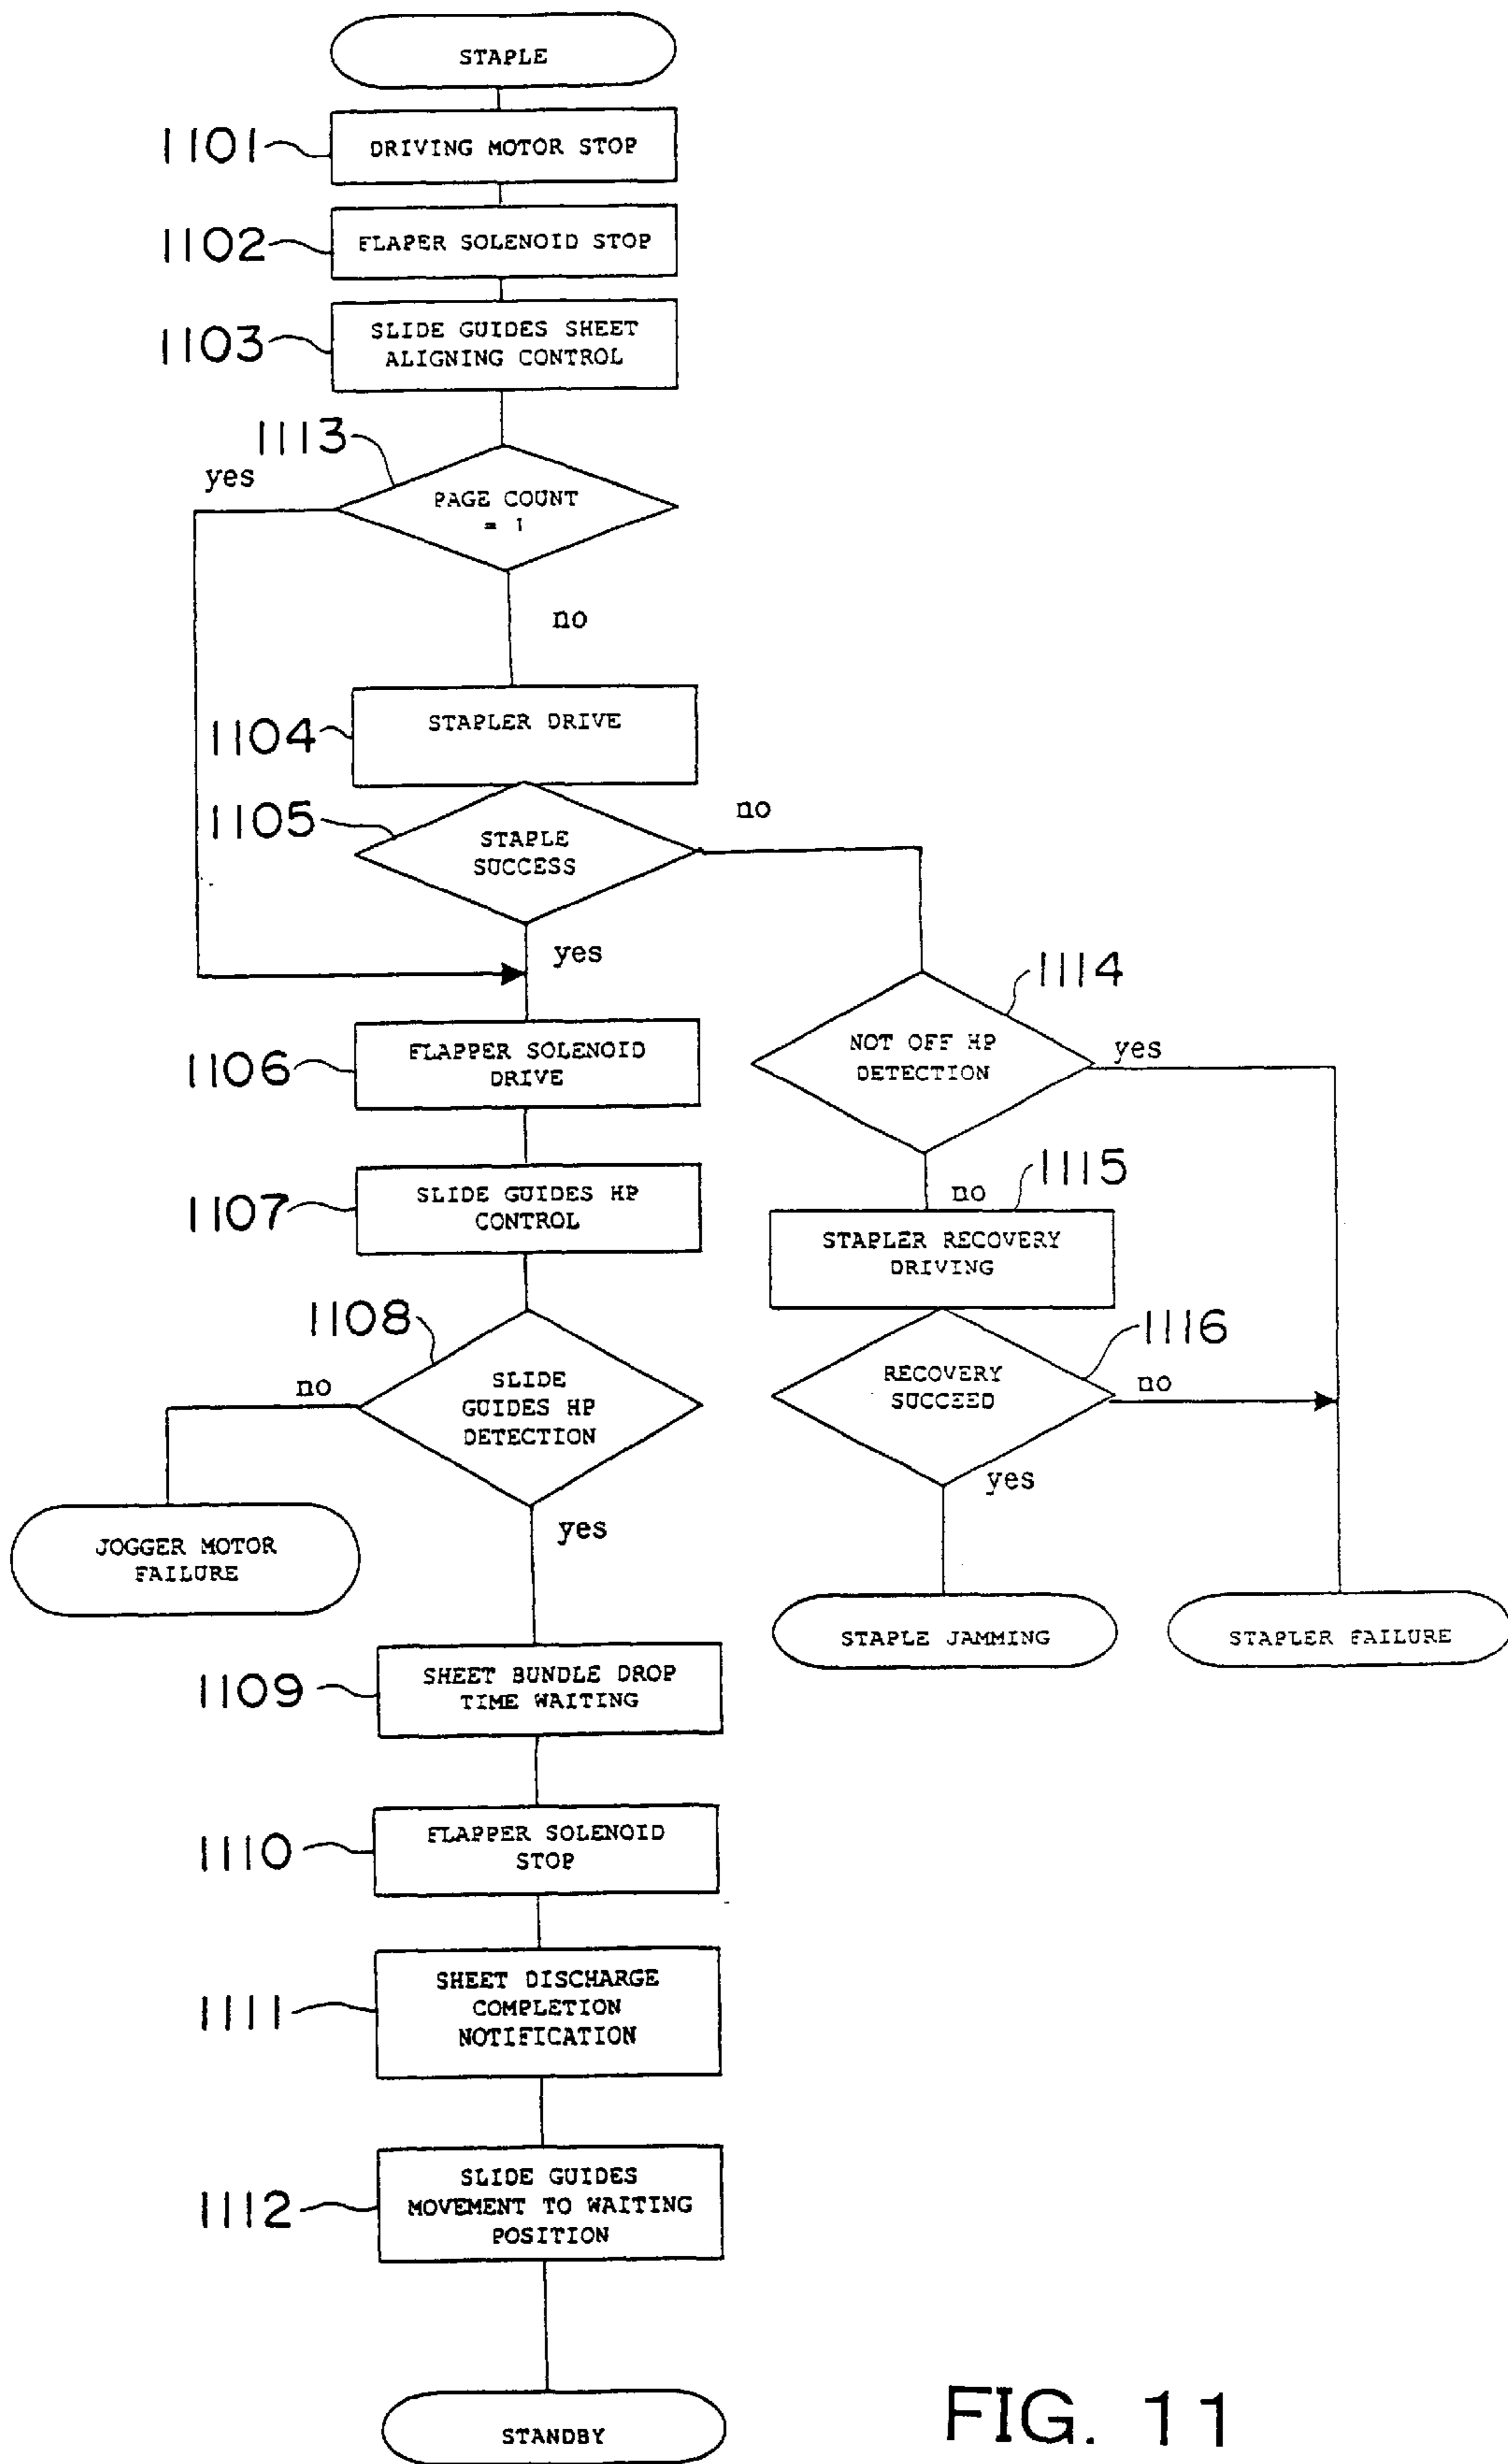 STAPLE
1101
DRIVING MOTOR STOP
1102
FLAPER SOLENOID STOP
1103
SLIDE GUIDES SHEET
ALIGNING CONTROL
1113
yes
PAGE COUNT
= 1
no
1104
STAPLER DRIVE
1105
STAPLE
SUCCESS
no
yes
1114
NOT OFF HP
DETECTION
yes
1106
FLAPPER SOLENOID
DRIVE
no
1115
1107
SLIDE GUIDES HP
CONTROL
STAPLER RECOVERY
DRIVING
1108
1116
no
SLIDE
GUIDES HP
DETECTION
RECOVERY
SUCCEED
no
yes
yes
JOGGER MOTOR
FAILURE
STAPLE JAMMING
STAPLER FAILURE
1109
SHEET BUNDLE DROP
TIME WAITING
1110
FLAPPER SOLENOID
STOP
1111
SHEET DISCHARGE
COMPLETION
NOTIFICATION
1112
SLIDE GUIDES
MOVEMENT TO WAITING
POSITION
STANDBY
FIG. 11